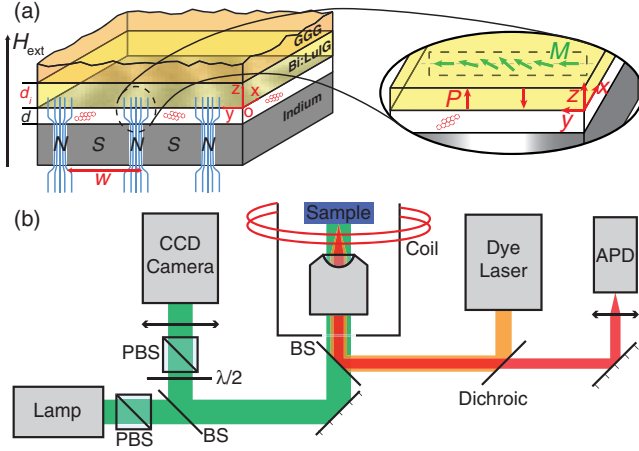 (a)
H_ext
GGG
Bi:LuIG
Indium
d_i
d
z
x
y
o
N
S
N
S
N
w
M
P
z
x
y
(b)
CCD
Camera
Sample
Coil
Dye
Laser
APD
PBS
λ/2
BS
Lamp
PBS
BS
Dichroic